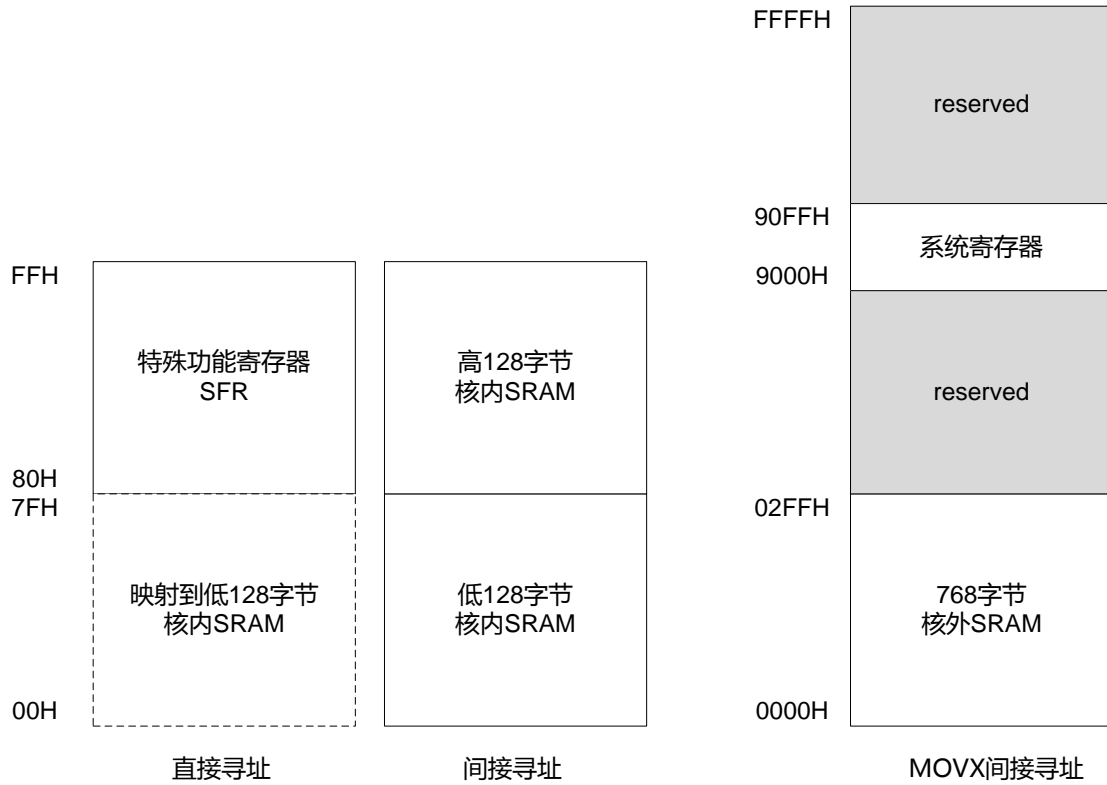 FFFFH
reserved
90FFH
系统寄存器
9000H
FFH
特殊功能寄存器
SFR
高128字节
核内SRAM
reserved
80H
7FH
02FFH
映射到低128字节
核内SRAM
低128字节
核内SRAM
768字节
核外SRAM
00H
0000H
直接寻址
间接寻址
MOVX间接寻址